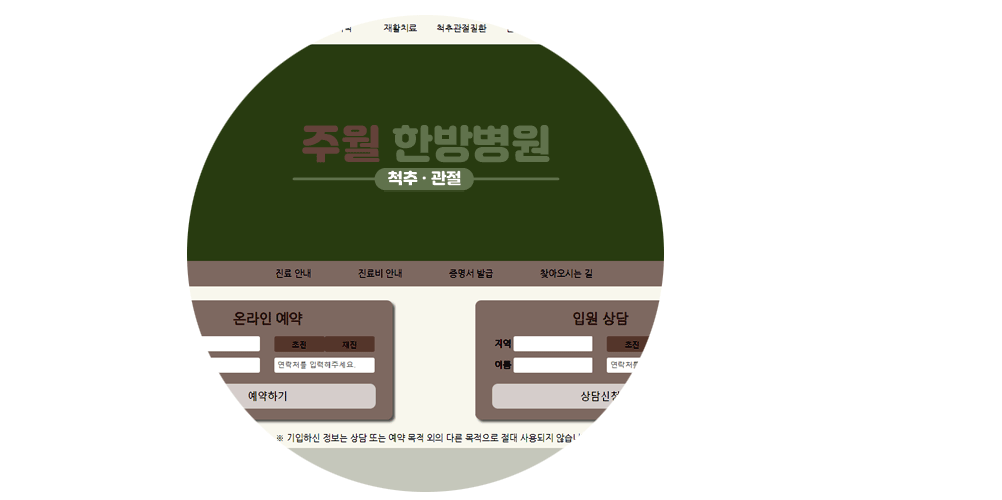 재활치료 척추관절질환
주월 한방병원
척추 · 관절
진료 안내 진료비 안내 증명서 발급 찾아오시는 길
온라인 예약 입원 상담
초진 재진 지역 초진
연락처를 입력해주세요. 이름 연락처를
예약하기 상담신청
※ 기입하신 정보는 상담 또는 예약 목적 외의 다른 목적으로 절대 사용되지 않습니